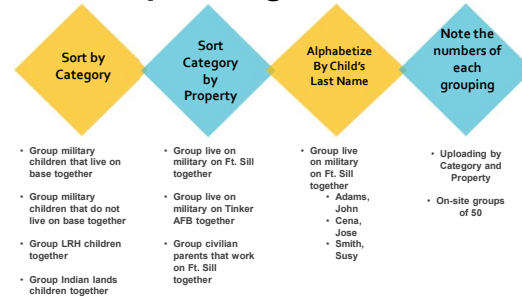 Sort by
Category
Sort
Category
by
Property
Alphabetize
By Child's
Last Name
Note the
numbers of
each
grouping
• Group military
children that live on
base together
• Group military
children that do not
live on base together
• Group LRH children
together
• Group Indian lands
children together
• Group live on
military on Ft. Sill
together
• Group live on
military on Tinker
AFB together
• Group civilian
parents that work
on Ft. Sill
together
• Group live
on military
on Ft. Sill
together
• Adams,
John
• Cena,
Jose
• Smith,
Susy
• Uploading by
Category and
Property
• On-site groups
of 50